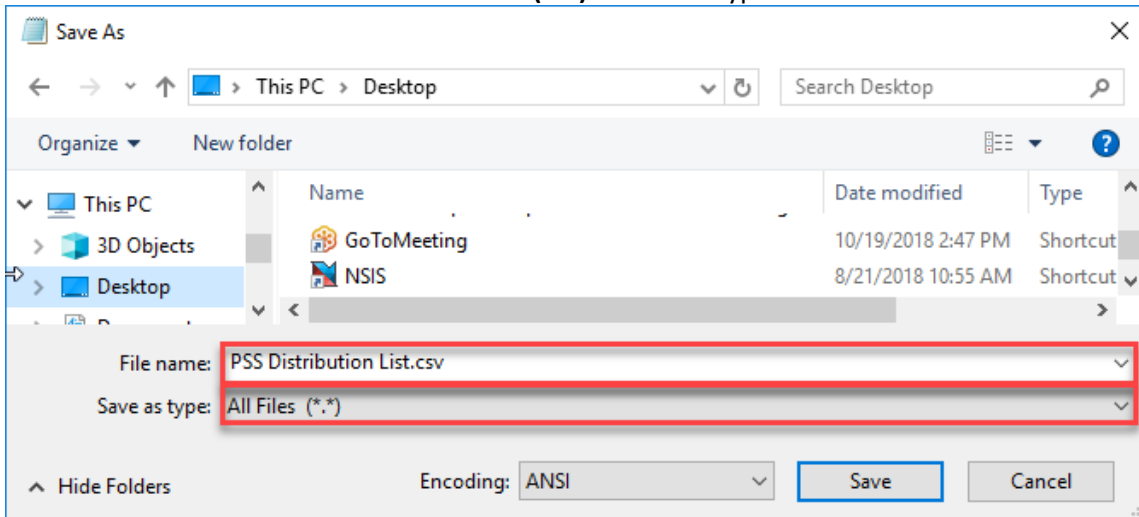 Save As
This PC > Desktop
Search Desktop
Organize
New folder
Name
Date modified
Type
This PC
3D Objects
GoToMeeting
10/19/2018 2:47 PM
Shortcut
Desktop
NSIS
8/21/2018 10:55 AM
Shortcut
File name: PSS Distribution List.csv
Save as type: All Files (*.*)
Hide Folders
Encoding: ANSI
Save
Cancel